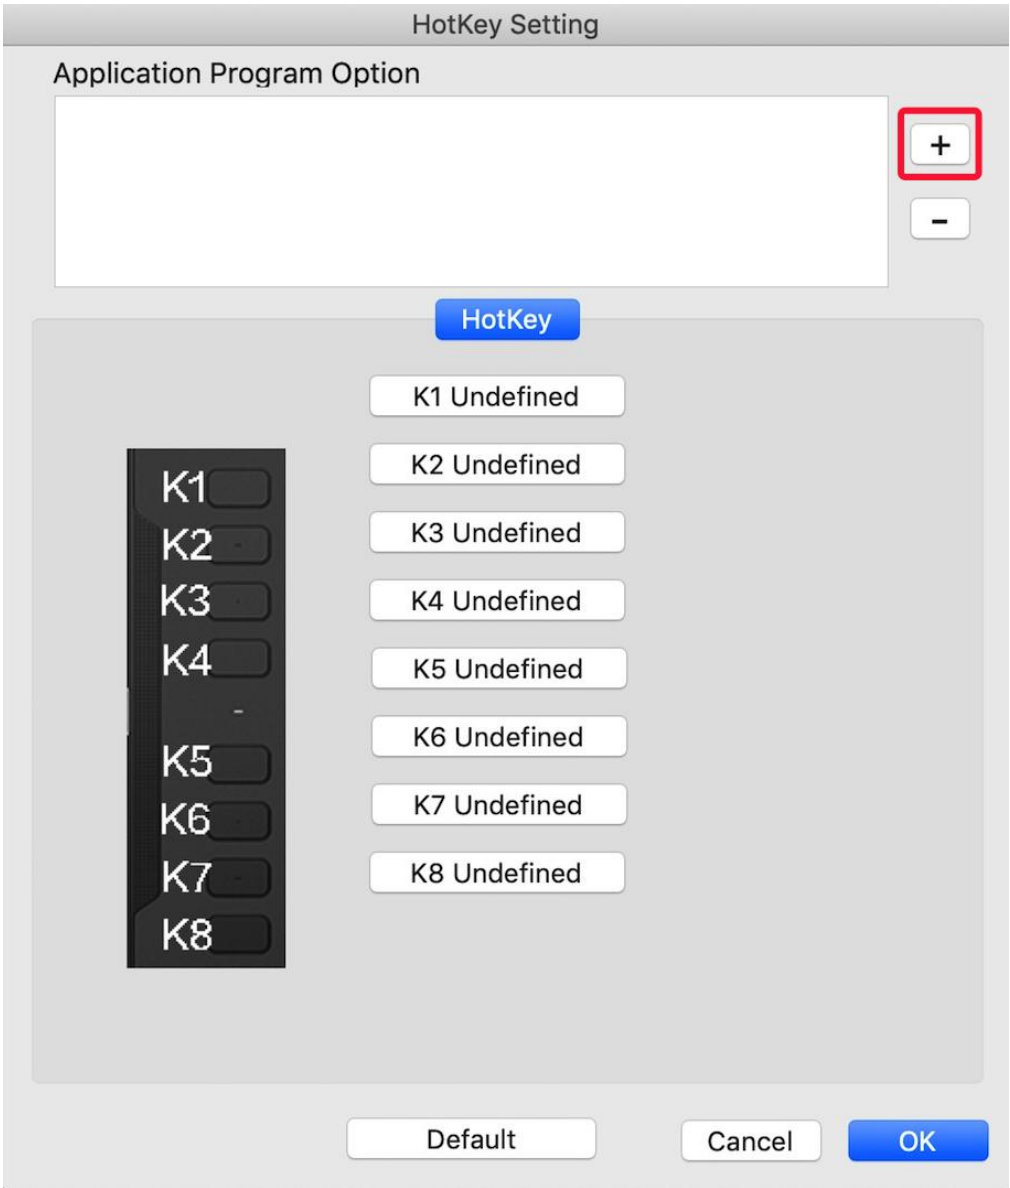 HotKey Setting
Application Program Option
+
-
HotKey
K1 Undefined
K2 Undefined
K3 Undefined
K4 Undefined
K5 Undefined
K6 Undefined
K7 Undefined
K8 Undefined
K1
K2
K3
K4
K5
K6
K7
K8
Default
Cancel
OK